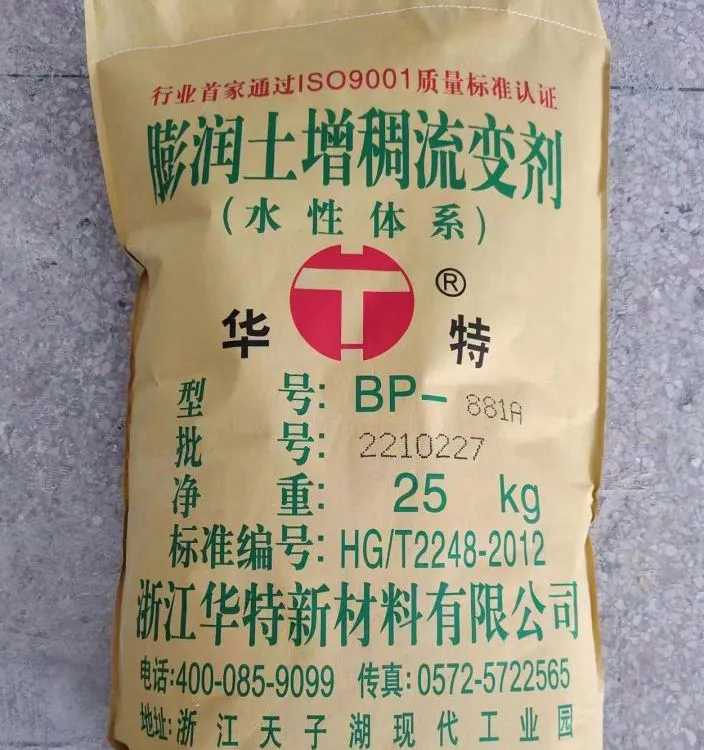 行业首家通过ISO9001质量标准认证
膨润土增稠流变剂
(水性体系)
华 T ® 特
型 号: BP-881A
批 号: 2210227
净 重: 25 kg
标准编号: HG/T2248-2012
浙江华特新材料有限公司
电话:400-085-9099 传真:0572-5722565
地址:浙江天子湖现代工业园